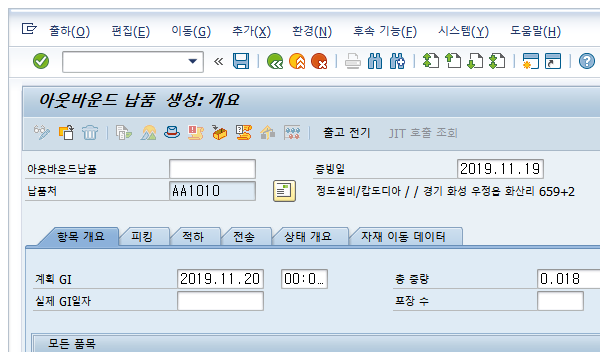 출하(O) 편집(E) 이동(G) 추가(X) 환경(N) 후속 기능(F) 시스템(Y) 도움말(H)
아웃바운드 납품 생성: 개요
출고 전기 JIT 호출 조회
아웃바운드납품 증빙일 2019.11.19
납품처 AA1010 정도설비/캅도디아 / / 경기 화성 우정읍 화산리 659+2
항목 개요 피킹 적하 전송 상태 개요 자재 이동 데이터
계획 GI 2019.11.20 00:0… 총 중량 0.018
실제 GI일자 포장 수
모든 품목